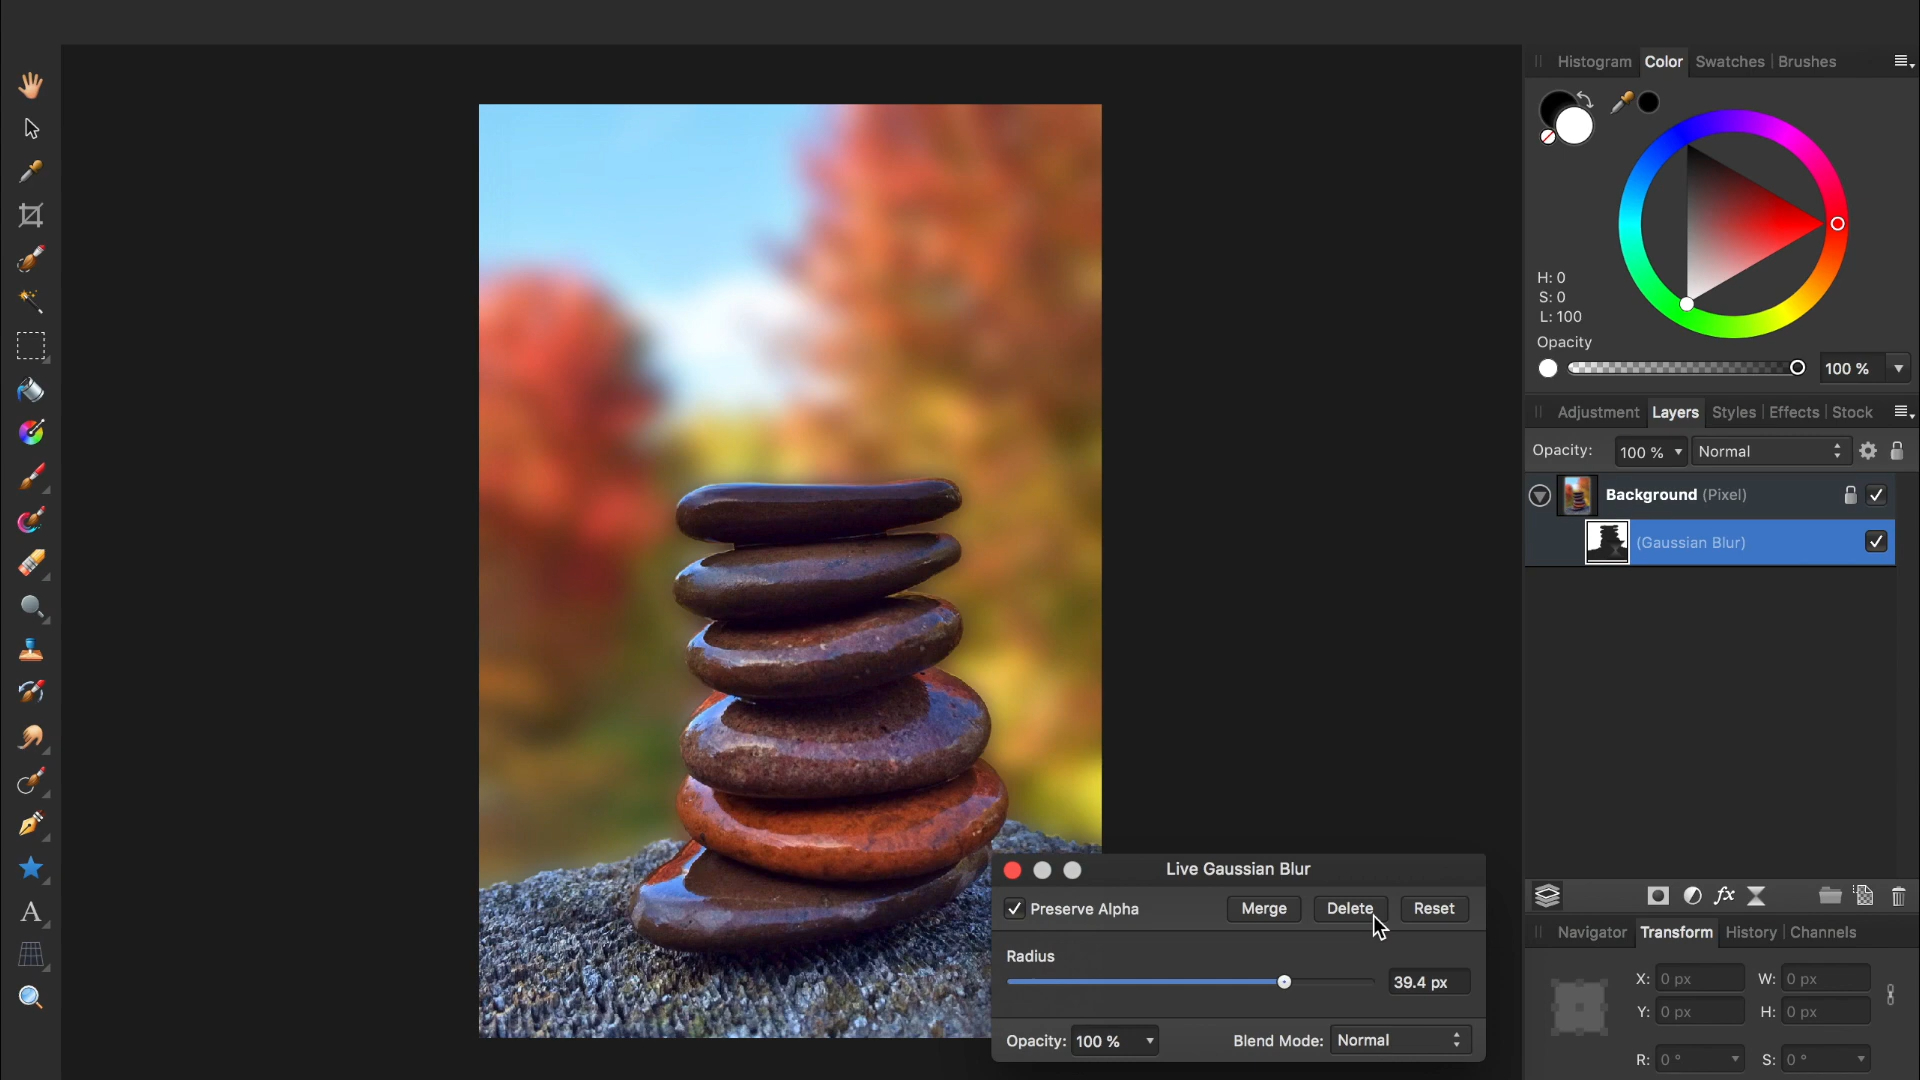 Histogram Color Swatches Brushes
H: 0
S: 0
L: 100
Opacity
100 %
Adjustment Layers Styles Effects Stock
Opacity: 100 % Normal
Background (Pixel)
(Gaussian Blur)
fx
Navigator Transform History Channels
X: 0 px W: 0 px
Y: 0 px H: 0 px
R: 0 ° S: 0 °
A
Live Gaussian Blur
Preserve Alpha Merge Delete Reset
Radius
39.4 px
Opacity: 100 % Blend Mode: Normal